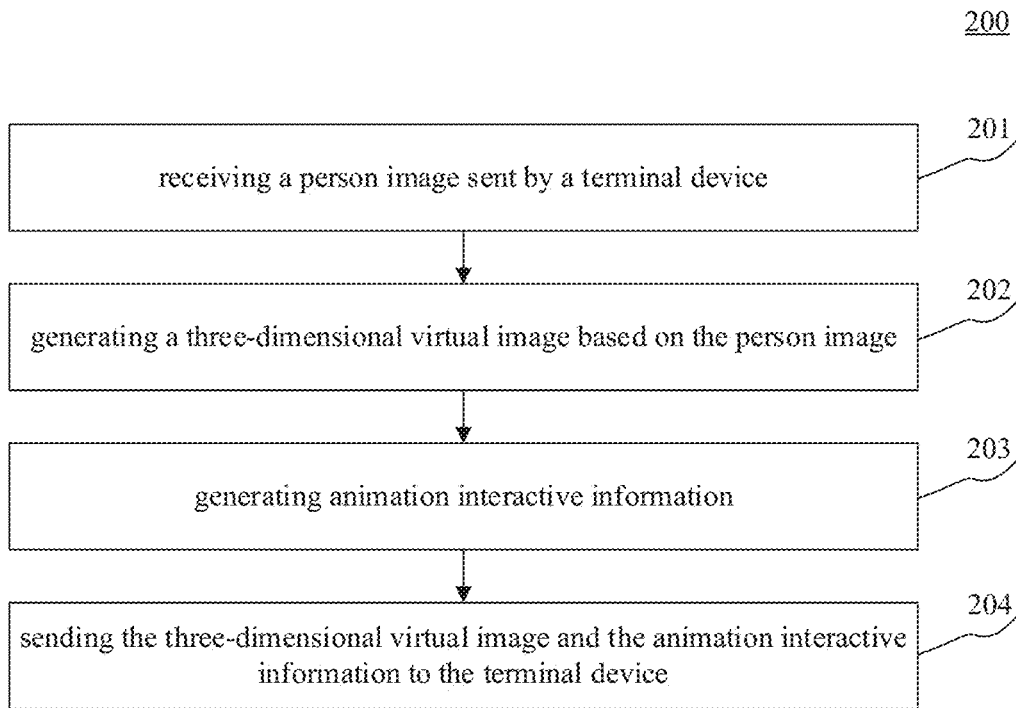 200
201
receiving a person image sent by a terminal device
202
generating a three-dimensional virtual image based on the person image
203
generating animation interactive information
204
sending the three-dimensional virtual image and the animation interactive
information to the terminal device